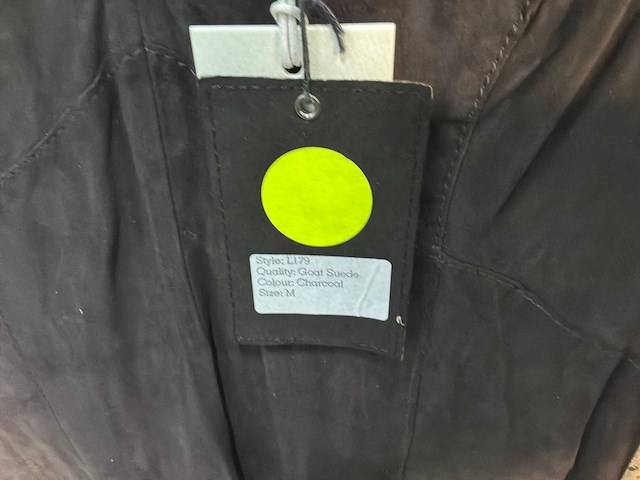 Style: L179
Quality: Goat Suede
Colour: Charcoal
Size: M